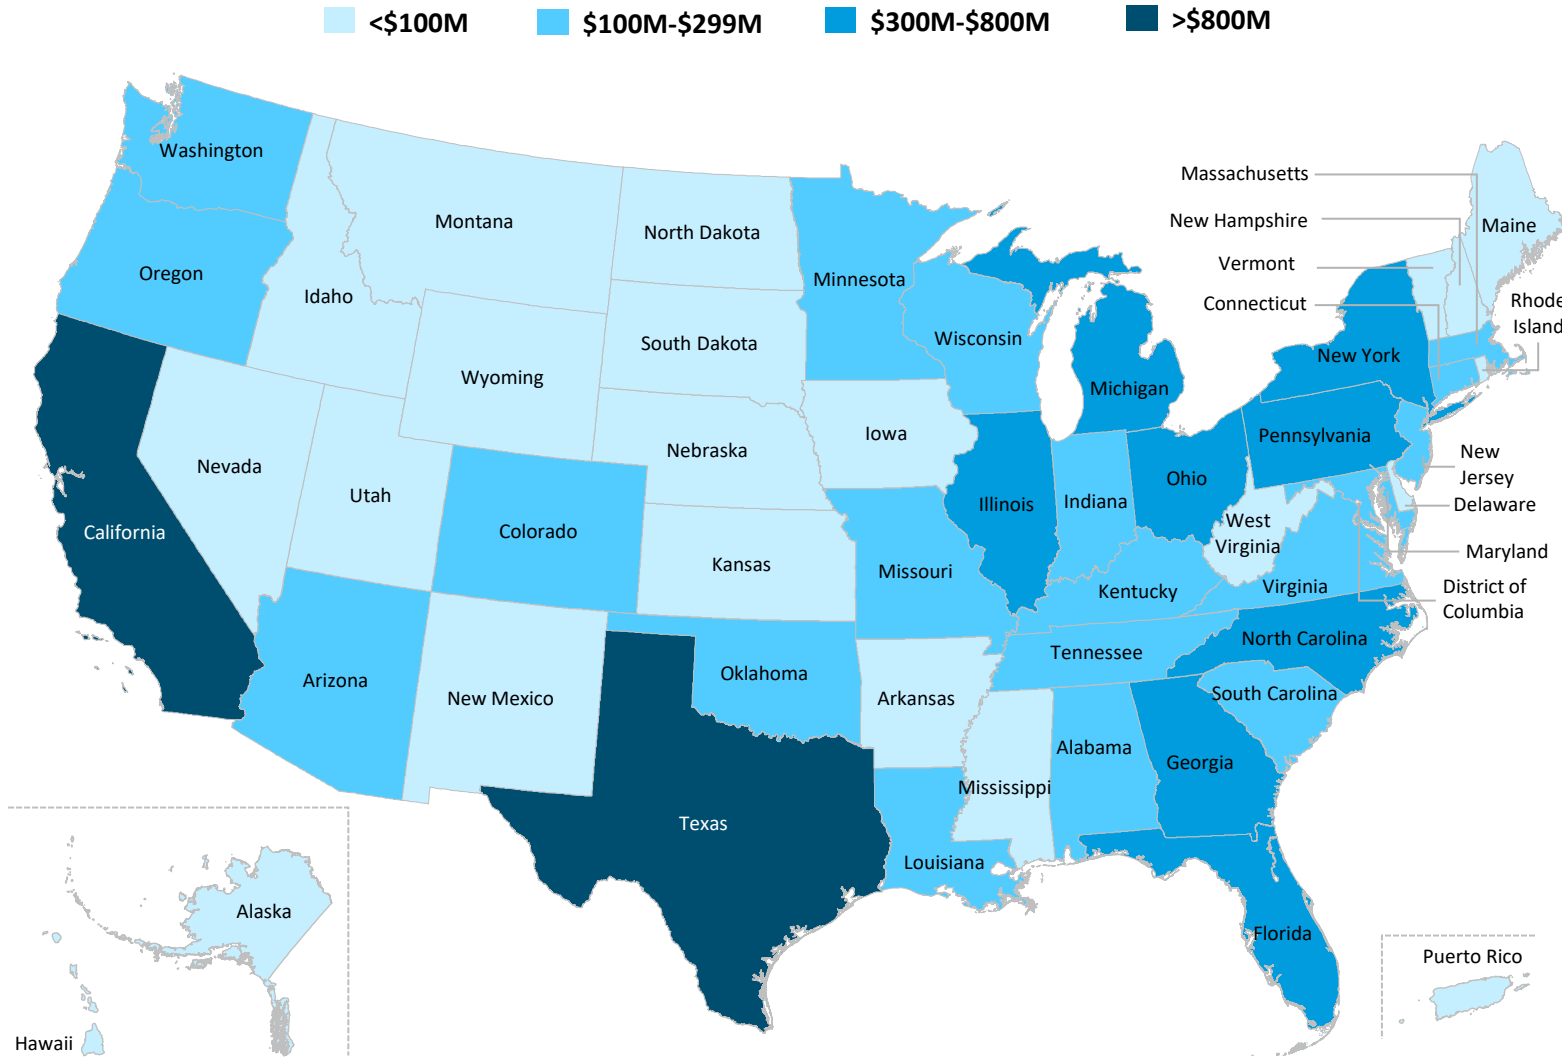 <$100M
$100M-$299M
$300M-$800M
>$800M
Washington
Oregon
California
Nevada
Idaho
Montana
Wyoming
Utah
Arizona
Colorado
New Mexico
North Dakota
South Dakota
Nebraska
Kansas
Oklahoma
Texas
Minnesota
Iowa
Missouri
Arkansas
Louisiana
Wisconsin
Illinois
Michigan
Indiana
Ohio
Kentucky
Tennessee
Mississippi
Alabama
Georgia
Florida
South Carolina
North Carolina
Virginia
West
Virginia
Pennsylvania
New York
Maine
Massachusetts
New Hampshire
Vermont
Connecticut
Rhode
Island
New
Jersey
Delaware
Maryland
District of
Columbia
Alaska
Hawaii
Puerto Rico